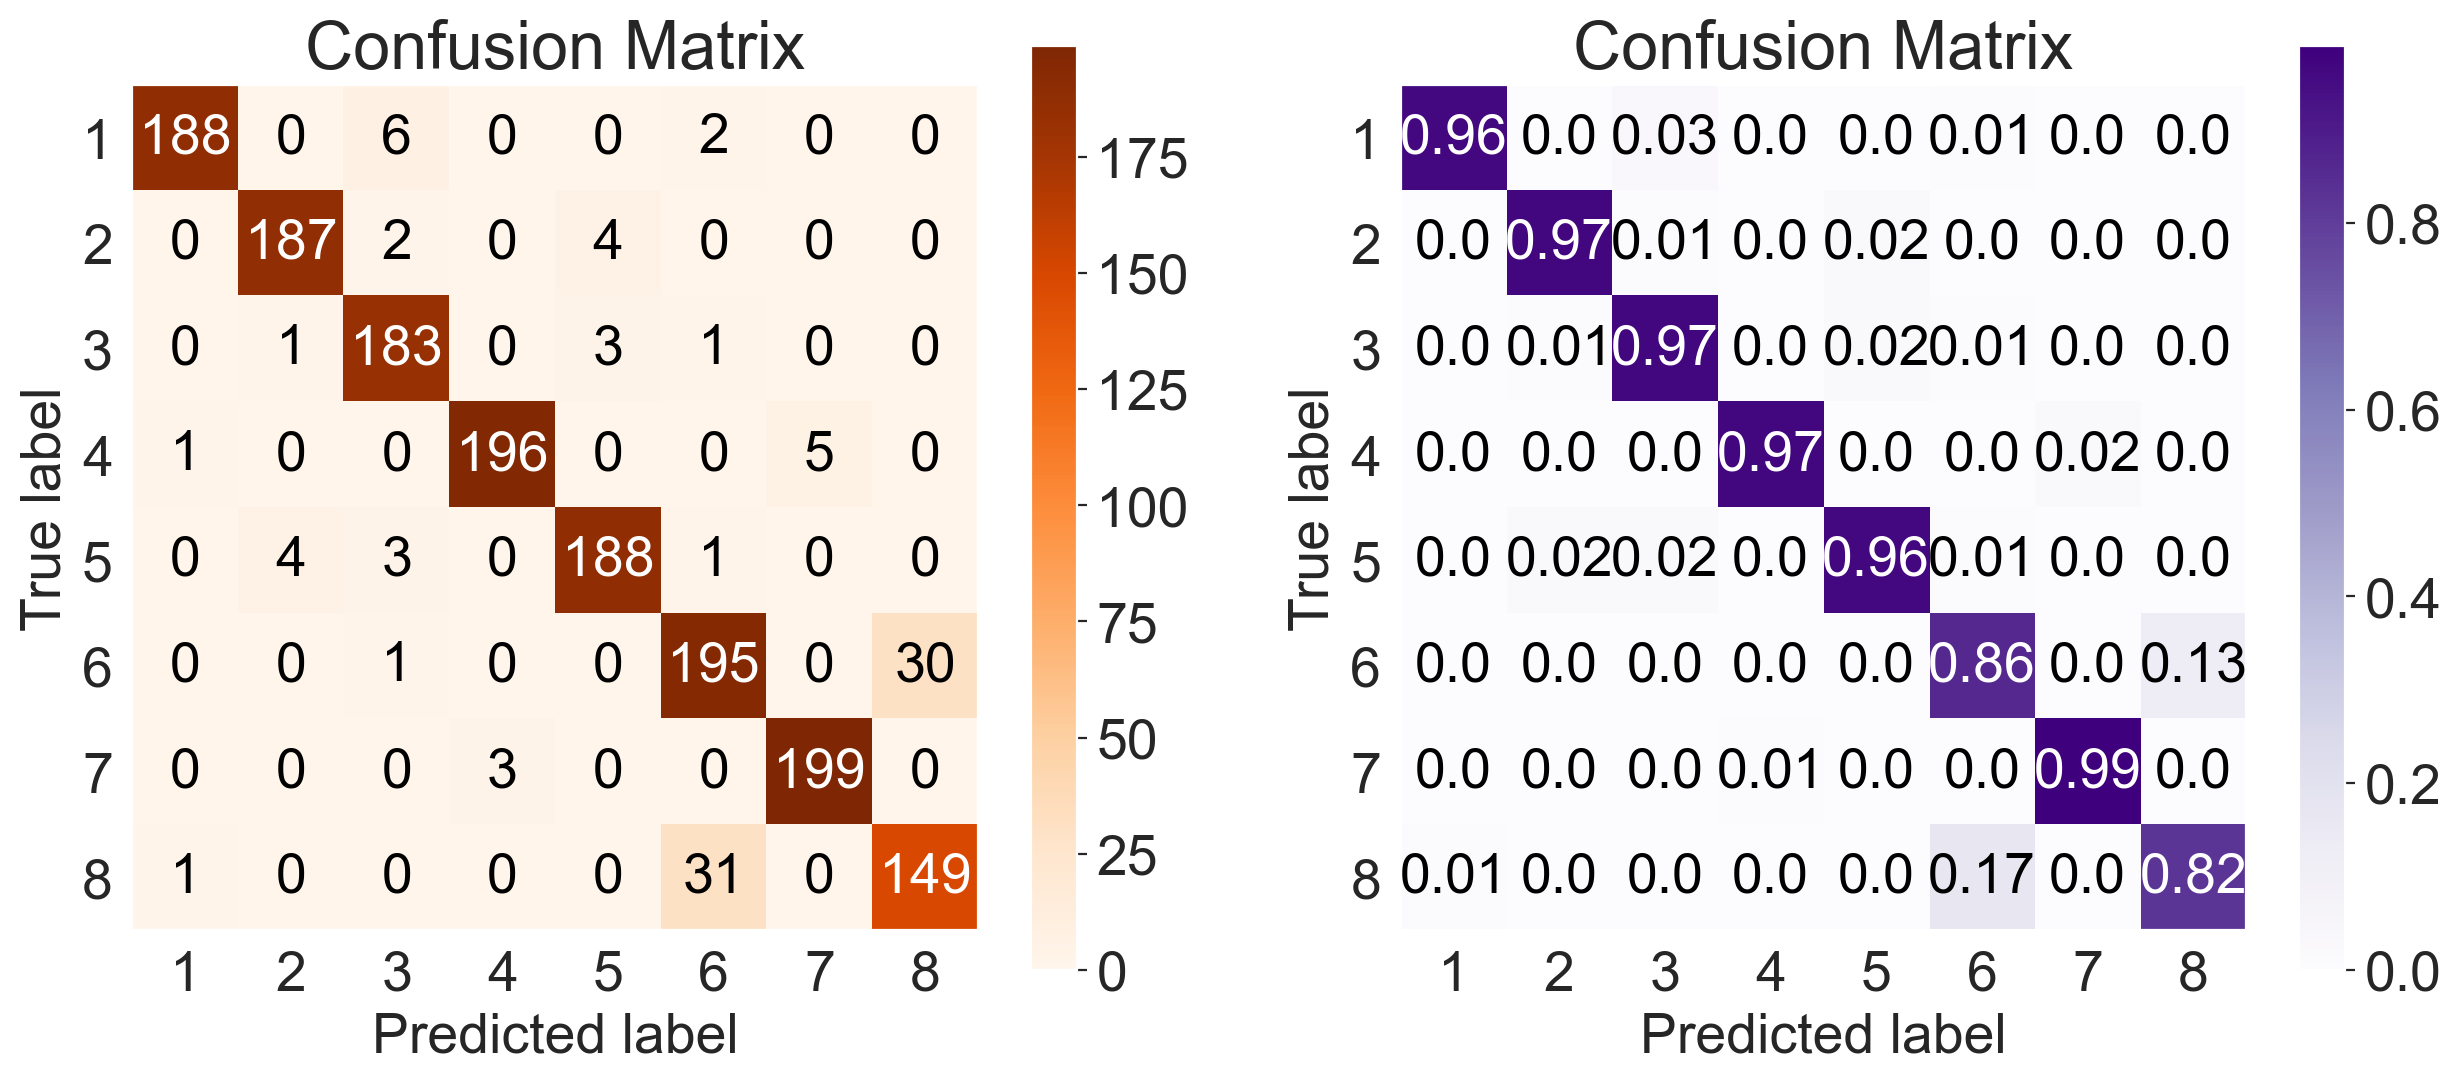 Confusion Matrix
1 188 0 6 0 0 2 0 0
2 0 187 2 0 4 0 0 0
3 0 1 183 0 3 1 0 0
4 1 0 0 196 0 0 5 0
5 0 4 3 0 188 1 0 0
6 0 0 1 0 0 195 0 30
7 0 0 0 3 0 0 199 0
8 1 0 0 0 0 31 0 149
1 2 3 4 5 6 7 8
True label
Predicted label
175
150
125
100
75
50
25
0
Confusion Matrix
1 0.96 0.0 0.03 0.0 0.0 0.01 0.0 0.0
2 0.0 0.97 0.01 0.0 0.02 0.0 0.0 0.0
3 0.0 0.01 0.97 0.0 0.02 0.01 0.0 0.0
4 0.0 0.0 0.0 0.97 0.0 0.0 0.02 0.0
5 0.0 0.02 0.02 0.0 0.96 0.01 0.0 0.0
6 0.0 0.0 0.0 0.0 0.0 0.86 0.0 0.13
7 0.0 0.0 0.0 0.01 0.0 0.0 0.99 0.0
8 0.01 0.0 0.0 0.0 0.0 0.17 0.0 0.82
1 2 3 4 5 6 7 8
True label
Predicted label
0.8
0.6
0.4
0.2
0.0